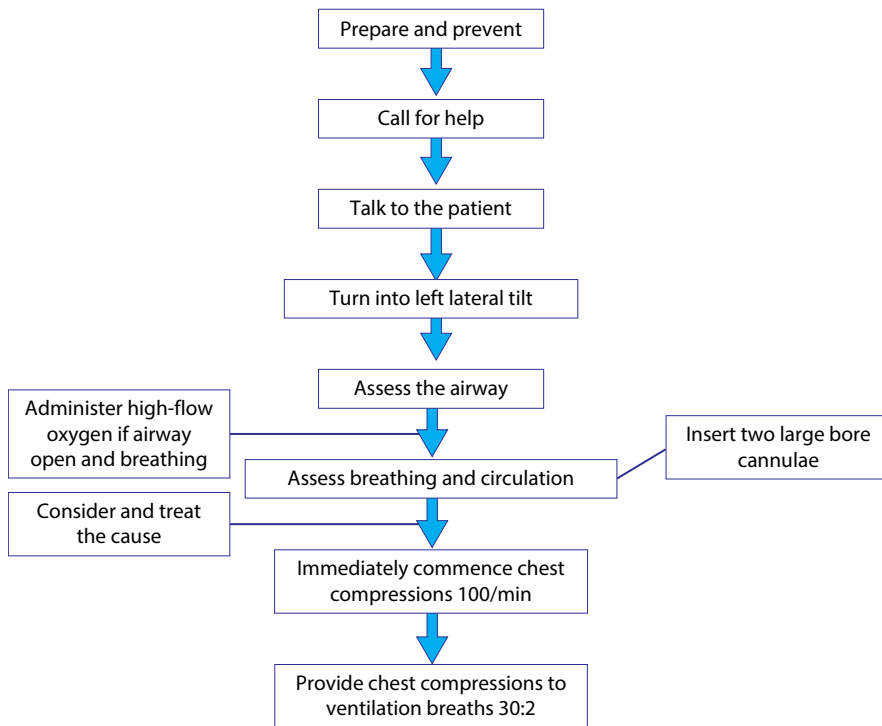 Prepare and prevent
Call for help
Talk to the patient
Turn into left lateral tilt
Assess the airway
Administer high-flow
oxygen if airway
open and breathing
Insert two large bore
cannulae
Assess breathing and circulation
Consider and treat
the cause
Immediately commence chest
compressions 100/min
Provide chest compressions to
ventilation breaths 30:2